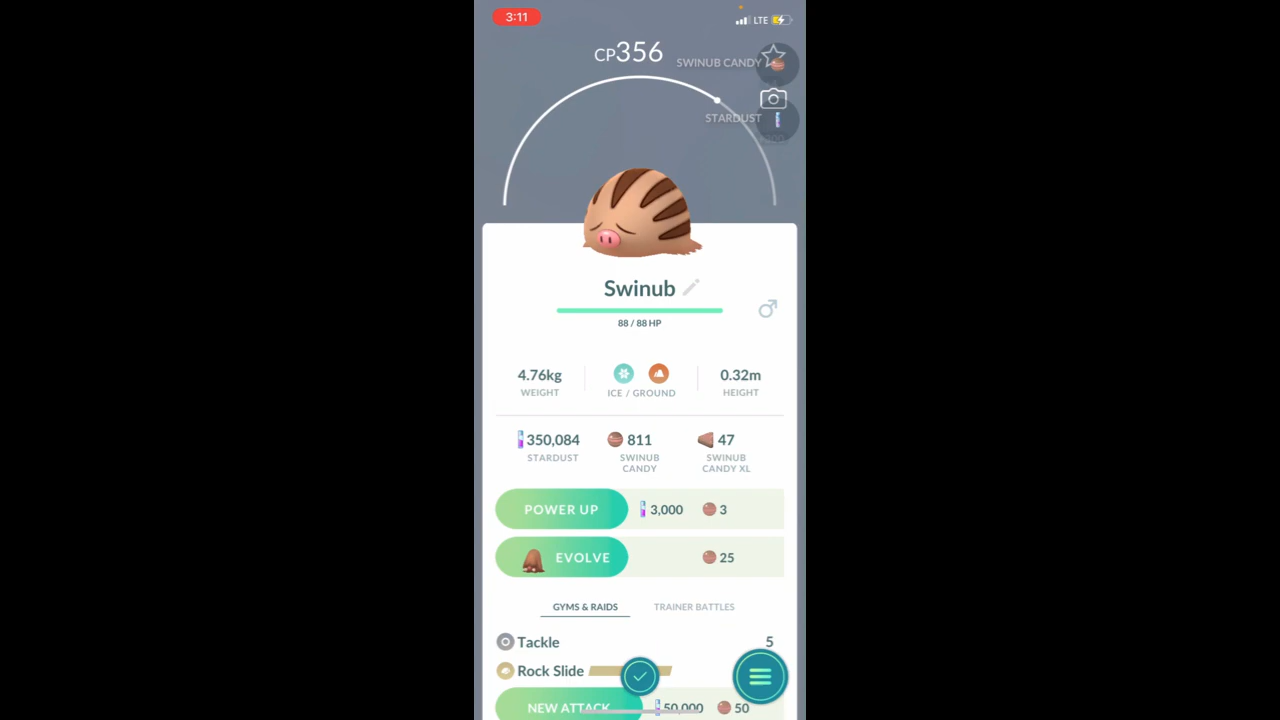 3:11
LTE
CP356
SWINUB CANDY
STARDUST
Swinub
88 / 88 HP
4.76kg
WEIGHT
ICE / GROUND
0.32m
HEIGHT
350,084
STARDUST
811
SWINUB
CANDY
47
SWINUB
CANDY XL
POWER UP 3,000 3
EVOLVE 25
GYMS & RAIDS TRAINER BATTLES
Tackle 5
Rock Slide
NEW ATTACK 50,000 50